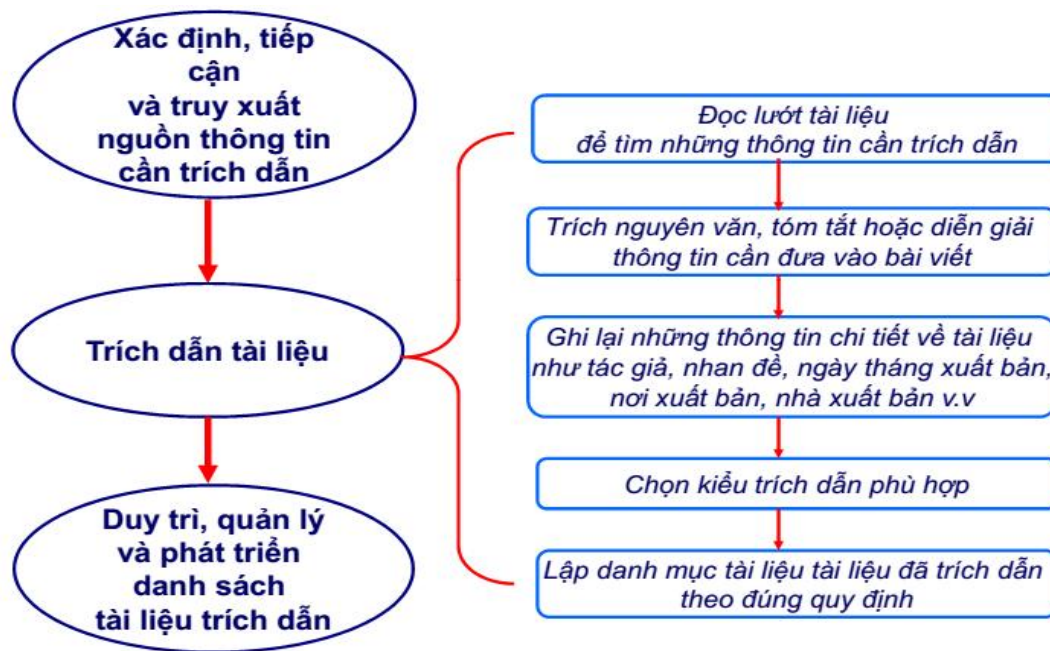 Xác định, tiếp
cận
và truy xuất
nguồn thông tin
cần trích dẫn
Trích dẫn tài liệu
Duy trì, quản lý
và phát triển
danh sách
tài liệu trích dẫn
Đọc lướt tài liệu
để tìm những thông tin cần trích dẫn
Trích nguyên văn, tóm tắt hoặc diễn giải
thông tin cần đưa vào bài viết
Ghi lại những thông tin chi tiết về tài liệu
như tác giả, nhan đề, ngày tháng xuất bản,
nơi xuất bản, nhà xuất bản v.v
Chọn kiểu trích dẫn phù hợp
Lập danh mục tài liệu tài liệu đã trích dẫn
theo đúng quy định